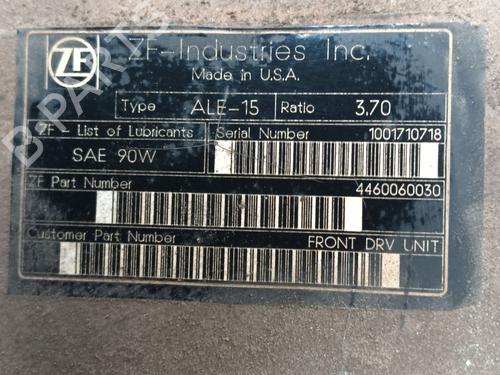 ZF
ZF-Industries Inc.
Made in U.S.A.
Type ALE-15 Ratio 3,70
ZF - List of Lubricants Serial Number 1001710718
SAE 90W
ZF Part Number 4460060030
Customer Part Number FRONT DRV UNIT